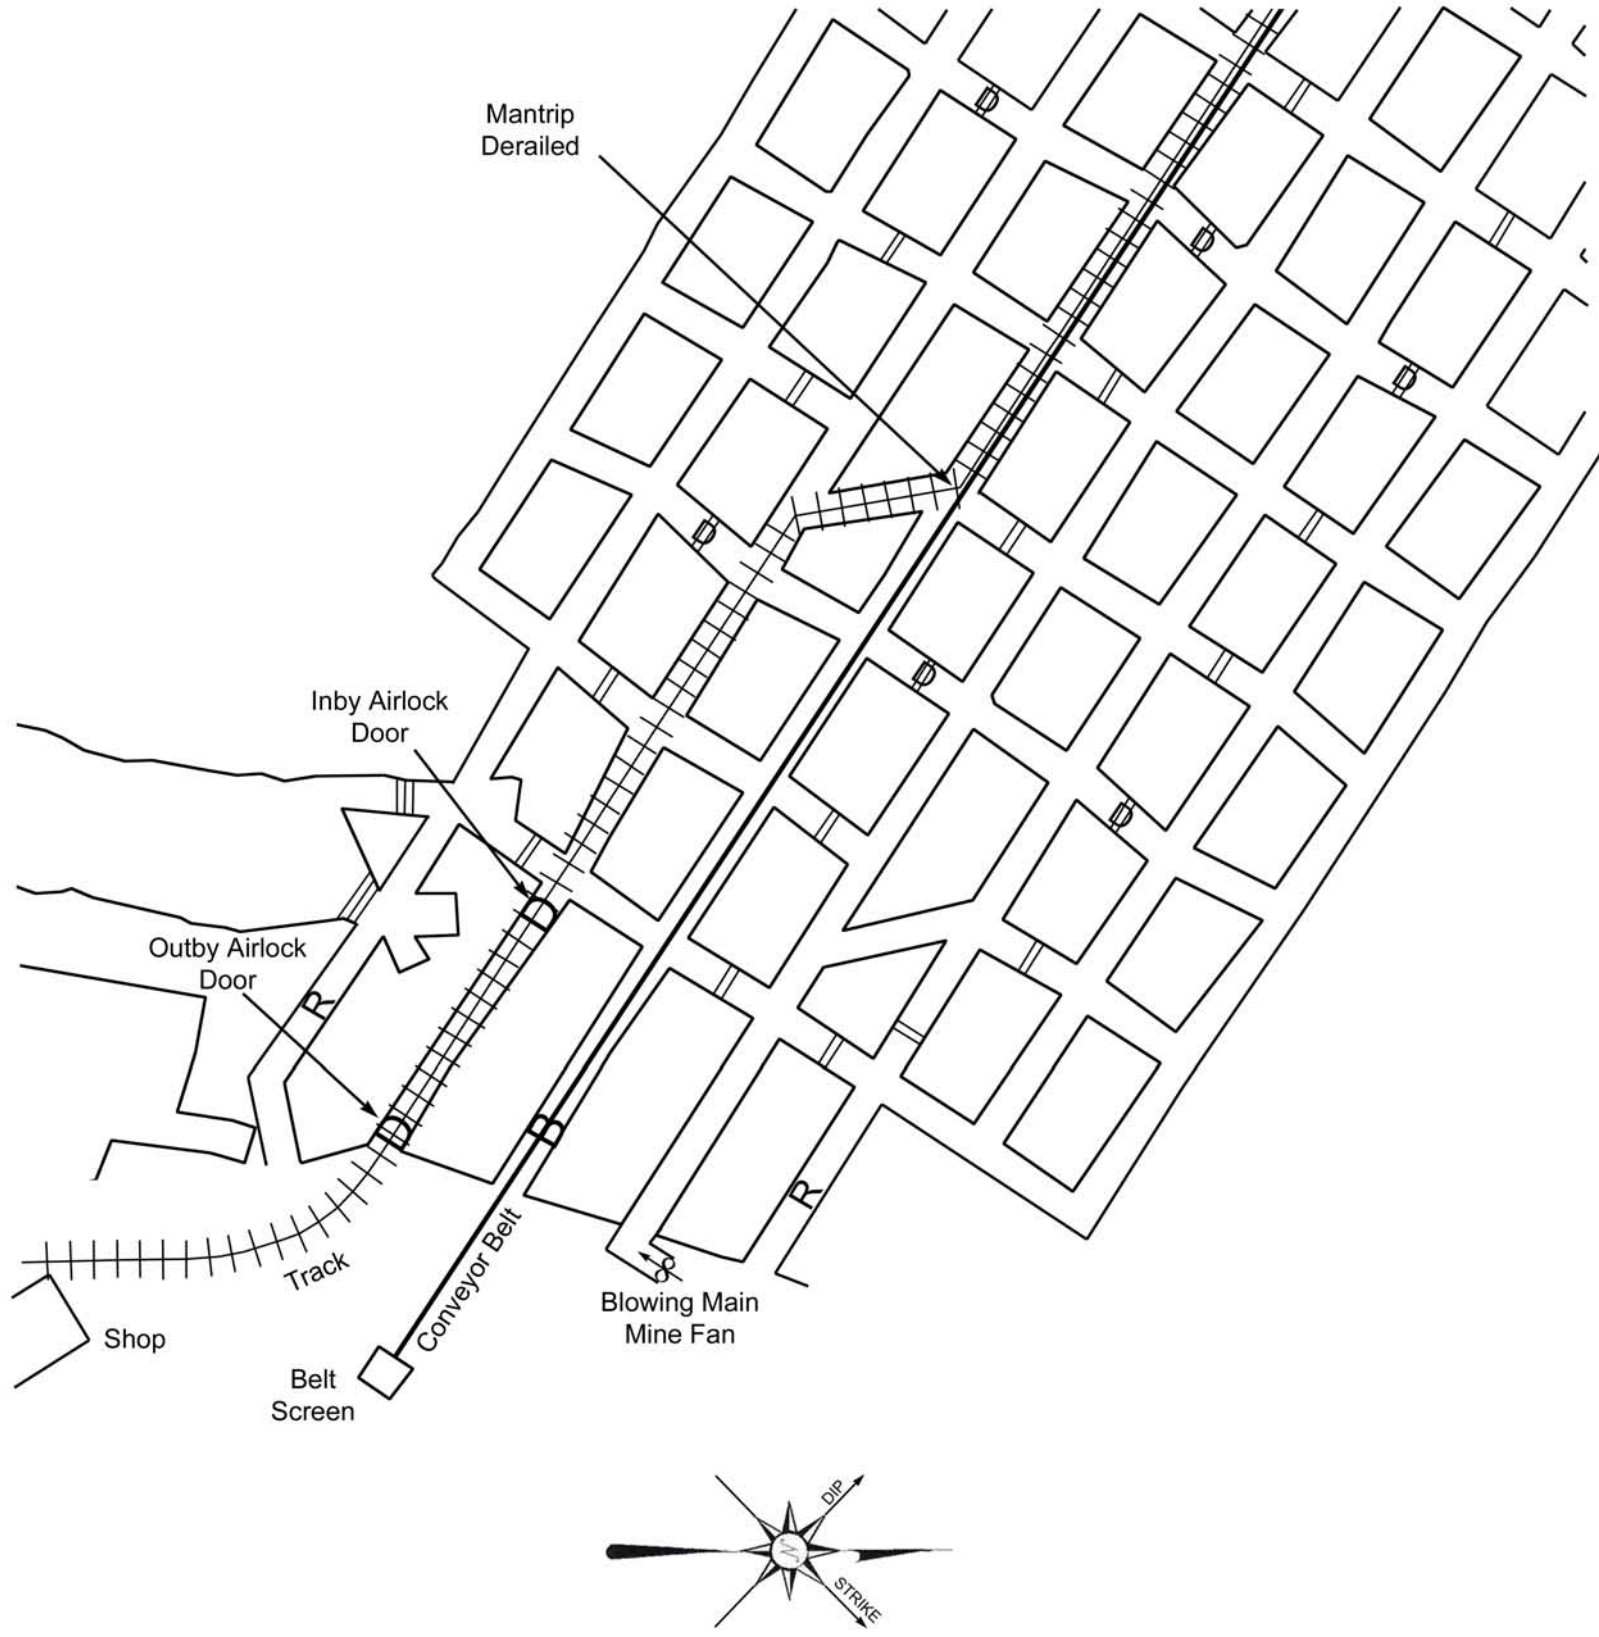 Mantrip
Derailed
Inby Airlock
Door
D
Outby Airlock
Door
R
D
B
R
Track
Conveyor Belt
Blowing Main
Mine Fan
Shop
Belt
Screen
DIP
STRIKE